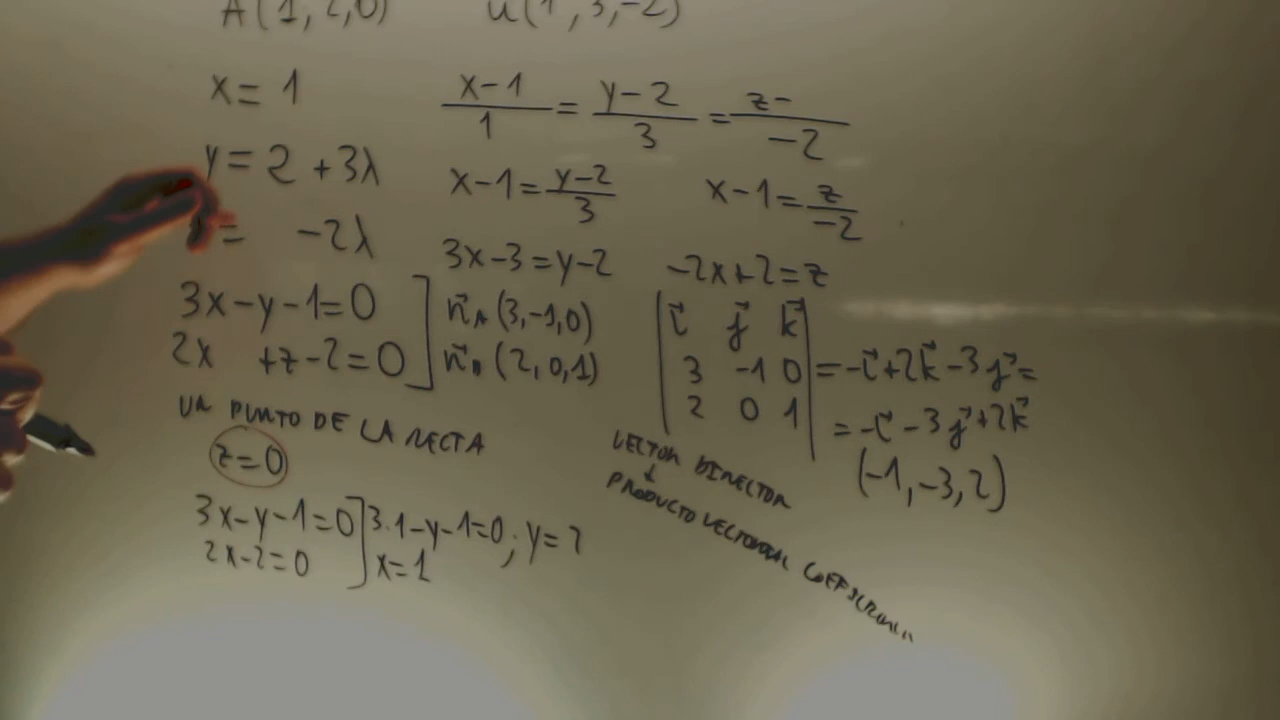 A(1, 2, 0) u(1, 3, -2)
x = 1
y = 2 + 3λ
= -2λ
x-1/1 = y-2/3 = z-/-2
x-1 = y-2/3
x-1 = z/-2
3x-3 = y-2
-2x+2 = z
3x-y-1=0
2x +z-2=0
n⃗A (3,-1,0)
n⃗ (2,0,1)
i⃗ j⃗ k⃗
3 -1 0 = -i⃗+2k⃗-3j⃗ =
2 0 1 = -i⃗-3j⃗+2k⃗
(-1,-3,2)
UN PUNTO DE LA RECTA
z=0
3x-y-1=0] 3·1-y-1=0; y=2
2x-2=0] x=1
VECTOR DIRECTOR
↓
PRODUCTO VECTORIAL